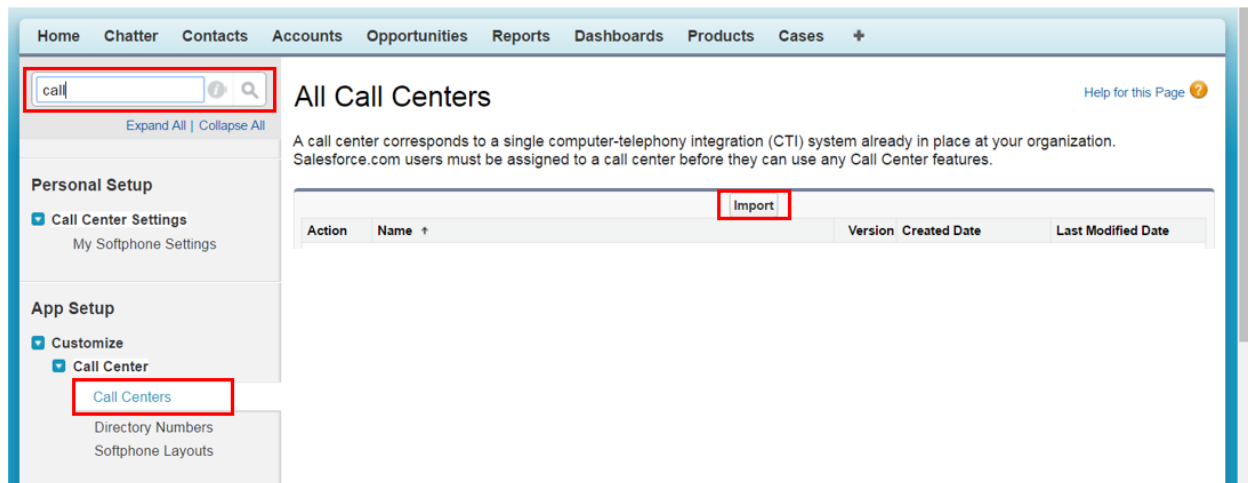 Home Chatter Contacts Accounts Opportunities Reports Dashboards Products Cases +
call
Expand All | Collapse All
Personal Setup
Call Center Settings
My Softphone Settings
App Setup
Customize
Call Center
Call Centers
Directory Numbers
Softphone Layouts
All Call Centers
Help for this Page ?
A call center corresponds to a single computer-telephony integration (CTI) system already in place at your organization.
Salesforce.com users must be assigned to a call center before they can use any Call Center features.
Import
Action Name ↑ Version Created Date Last Modified Date